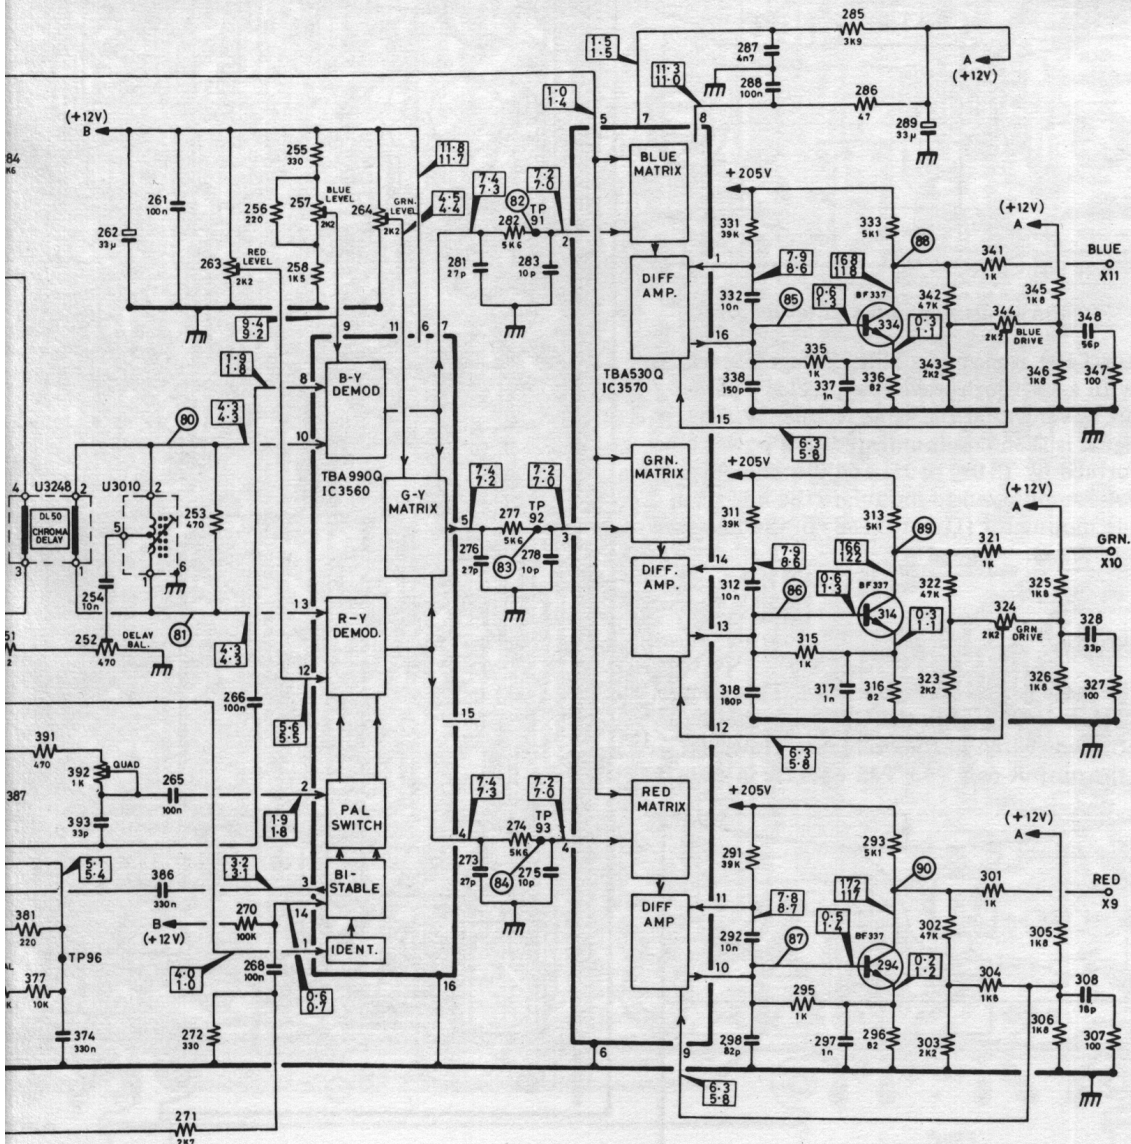 285
3K9
A
(+12V)
1·5
1·5
287
4n7
11·3
11·0
288
100n
286
47
289
33μ
1·0
1·4
5
7
8
(+12V)
B
84
K6
255
330
11·8
11·7
BLUE
MATRIX
+205V
261
100n
BLUE
LEVEL
256
220
257
2K2
264
2K2
GRN.
LEVEL
4·5
4·4
7·4
7·3
82
TP
91
7·2
7·0
282
5K6
2
262
33μ
263
2K2
RED
LEVEL
258
1K5
281
27p
283
10p
331
39K
333
5K1
88
(+12V)
A
341
1K
BLUE
X11
DIFF
AMP.
1
7·9
8·6
168
118
345
1K8
332
10n
85
0·6
1·3
BF337
334
0·3
1·1
342
47K
344
2K2
BLUE
DRIVE
348
56p
9·4
9·2
9
11
6
7
16
335
1K
343
2K2
346
1K8
347
100
TBA530Q
IC3570
338
150p
337
1n
336
82
1·9
1·8
8
B-Y
DEMOD
15
6·3
5·8
80
4·3
4·3
10
TBA990Q
IC3560
4
U3248
2
U3010
2
DL50
CHROMA
DELAY
253
470
5
3
1
1
6
G-Y
MATRIX
5
7·4
7·2
277
5K6
TP
92
7·2
7·0
3
276
27p
83
278
10p
GRN.
MATRIX
+205V
311
39K
313
5K1
89
(+12V)
A
321
1K
GRN.
X10
DIFF.
AMP.
14
7·9
8·6
166
122
312
10n
86
0·6
1·3
BF337
314
0·3
1·1
322
47K
325
1K8
324
2K2
GRN
DRIVE
328
33p
254
10n
81
4·3
4·3
13
R-Y
DEMOD.
13
315
1K
51
2
252
470
DELAY
BAL.
12
318
180p
317
1n
316
82
323
2K2
326
1K8
327
100
266
100n
5·6
5·6
15
12
6·3
5·8
391
470
392
1K
QUAD
265
100n
2
1·9
1·8
387
393
33p
PAL
SWITCH
7·4
7·3
4
274
5K6
TP
93
7·2
7·0
4
273
27p
84
275
10p
RED
MATRIX
+205V
291
39K
293
5K1
90
(+12V)
A
301
1K
RED
X9
5·1
5·4
386
330n
3·2
3·1
3
BI-
STABLE
14
DIFF
AMP
11
7·8
8·7
172
117
292
10n
87
0·5
1·4
BF337
294
0·2
1·2
302
47K
305
1K8
381
220
B
(+12V)
270
100K
1
IDENT.
TP96
377
10K
4·0
1·0
268
100n
0·6
0·7
16
10
295
1K
304
1K8
308
18p
374
330n
272
330
298
82p
297
1n
296
82
303
2K2
306
1K8
307
100
6
9
6·3
5·8
271
2K7